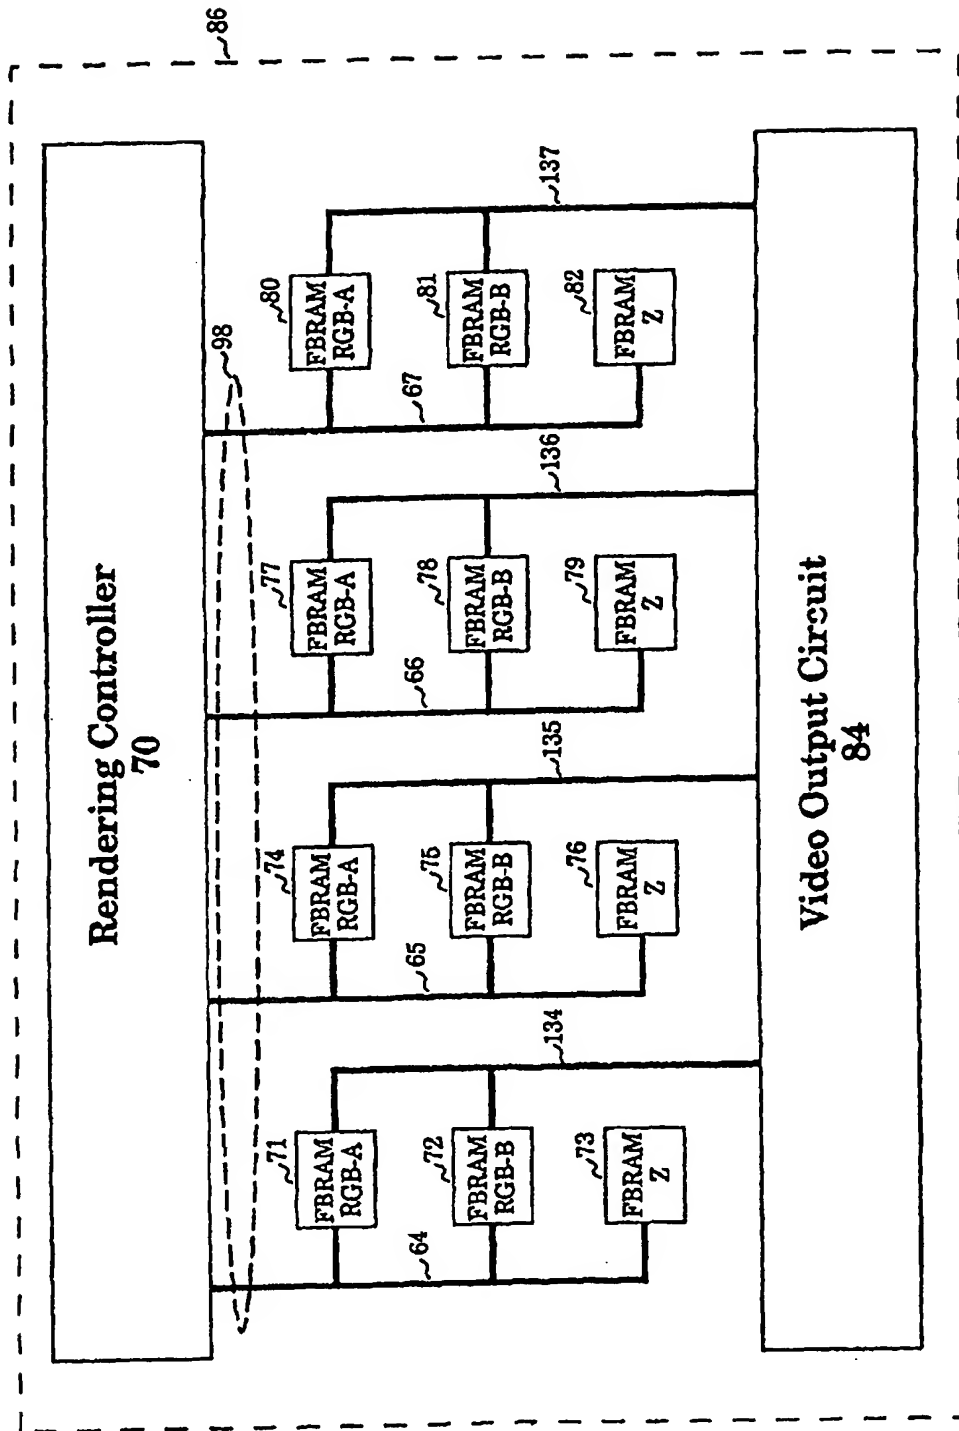 86
Rendering Controller
70
98
71
FBRAM
RGB-A
74
FBRAM
RGB-A
77
FBRAM
RGB-A
80
FBRAM
RGB-A
64
72
FBRAM
RGB-B
65
75
FBRAM
RGB-B
66
78
FBRAM
RGB-B
67
81
FBRAM
RGB-B
134
135
136
137
73
FBRAM
Z
76
FBRAM
Z
79
FBRAM
Z
82
FBRAM
Z
Video Output Circuit
84